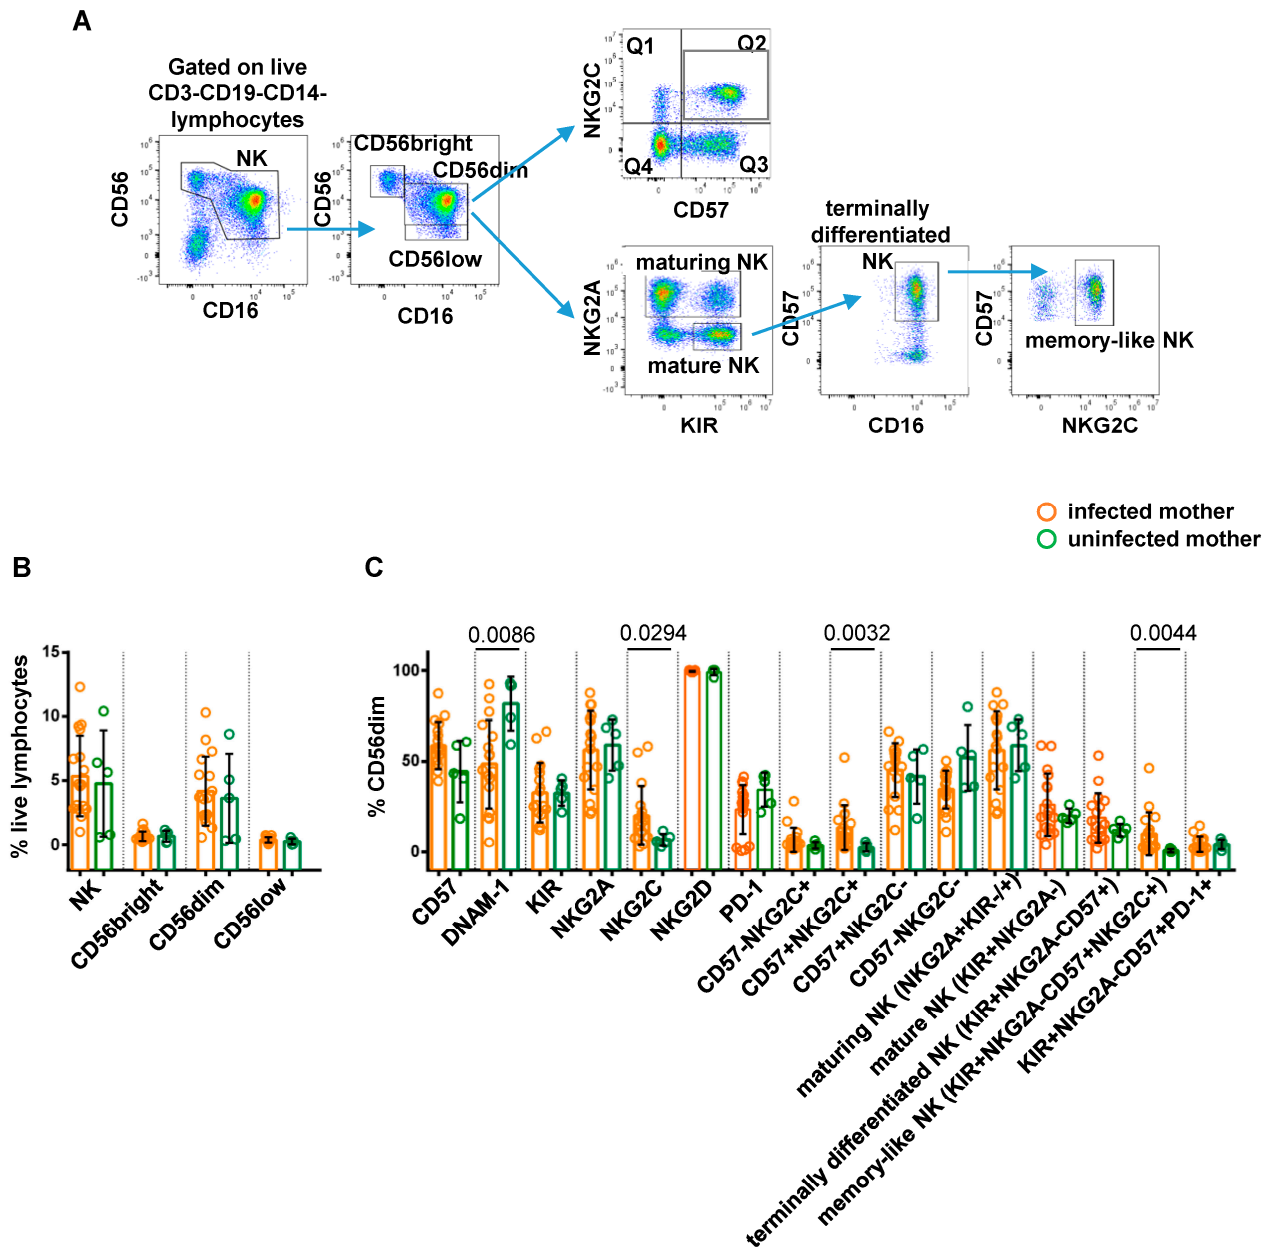 A
Gated on live
CD3-CD19-CD14-
lymphocytes
NK
CD56
CD16
CD56bright
CD56dim
CD56low
CD56
CD16
Q1
Q2
Q3
Q4
NKG2C
CD57
maturing NK
mature NK
NKG2A
KIR
terminally
differentiated
NK
CD57
CD16
CD57
memory-like NK
NKG2C
infected mother
uninfected mother
B
% live lymphocytes
15
10
5
0
NK
CD56bright
CD56dim
CD56low
C
% CD56dim
100
50
0
0.0086
0.0294
0.0032
0.0044
CD57
DNAM-1
KIR
NKG2A
NKG2C
NKG2D
PD-1
CD57-NKG2C+
CD57+NKG2C+
CD57+NKG2C-
CD57-NKG2C-
maturing NK (NKG2A+KIR-/+)
mature NK (KIR+NKG2A-)
terminally differentiated NK (KIR+NKG2A-CD57+)
memory-like NK (KIR+NKG2A-CD57+NKG2C+)
KIR+NKG2A-CD57+PD-1+